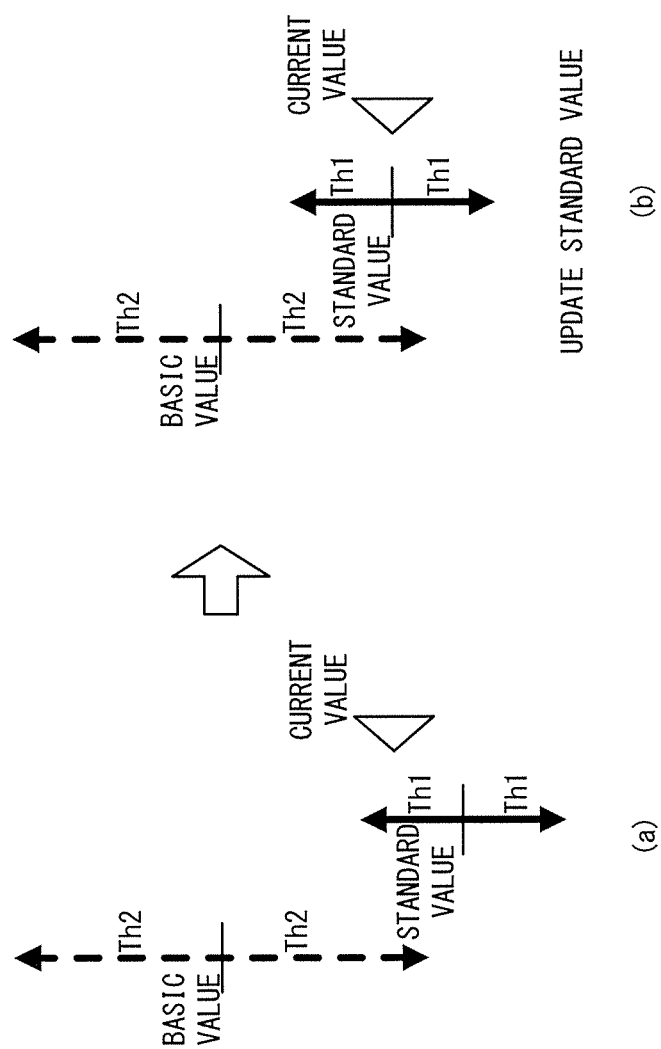 BASIC
VALUE
Th2
Th2
STANDARD
VALUE
Th1
Th1
CURRENT
VALUE
(a)
BASIC
VALUE
Th2
Th2
STANDARD
VALUE
Th1
Th1
CURRENT
VALUE
UPDATE STANDARD VALUE
(b)